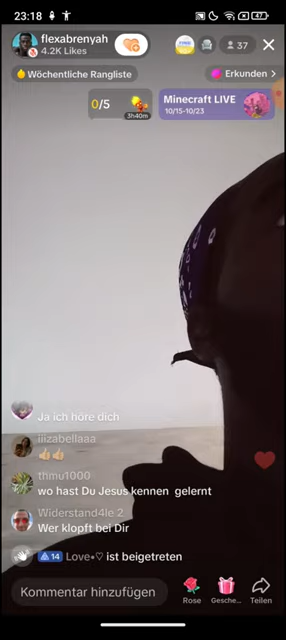 23:18
47
flexabrenyah
4.2K Likes
37
Wöchentliche Rangliste
Erkunden >
0/5
3h40m
Minecraft LIVE
10/15-10/23
Ja ich höre dich
iiizabellaaa
👍🏼👍🏼
thmu1000
wo hast Du Jesus kennen gelernt
Widerstand4le 2
Wer klopft bei Dir
14 Love•♡ ist beigetreten
Kommentar hinzufügen
Rose
Gesche...
Teilen